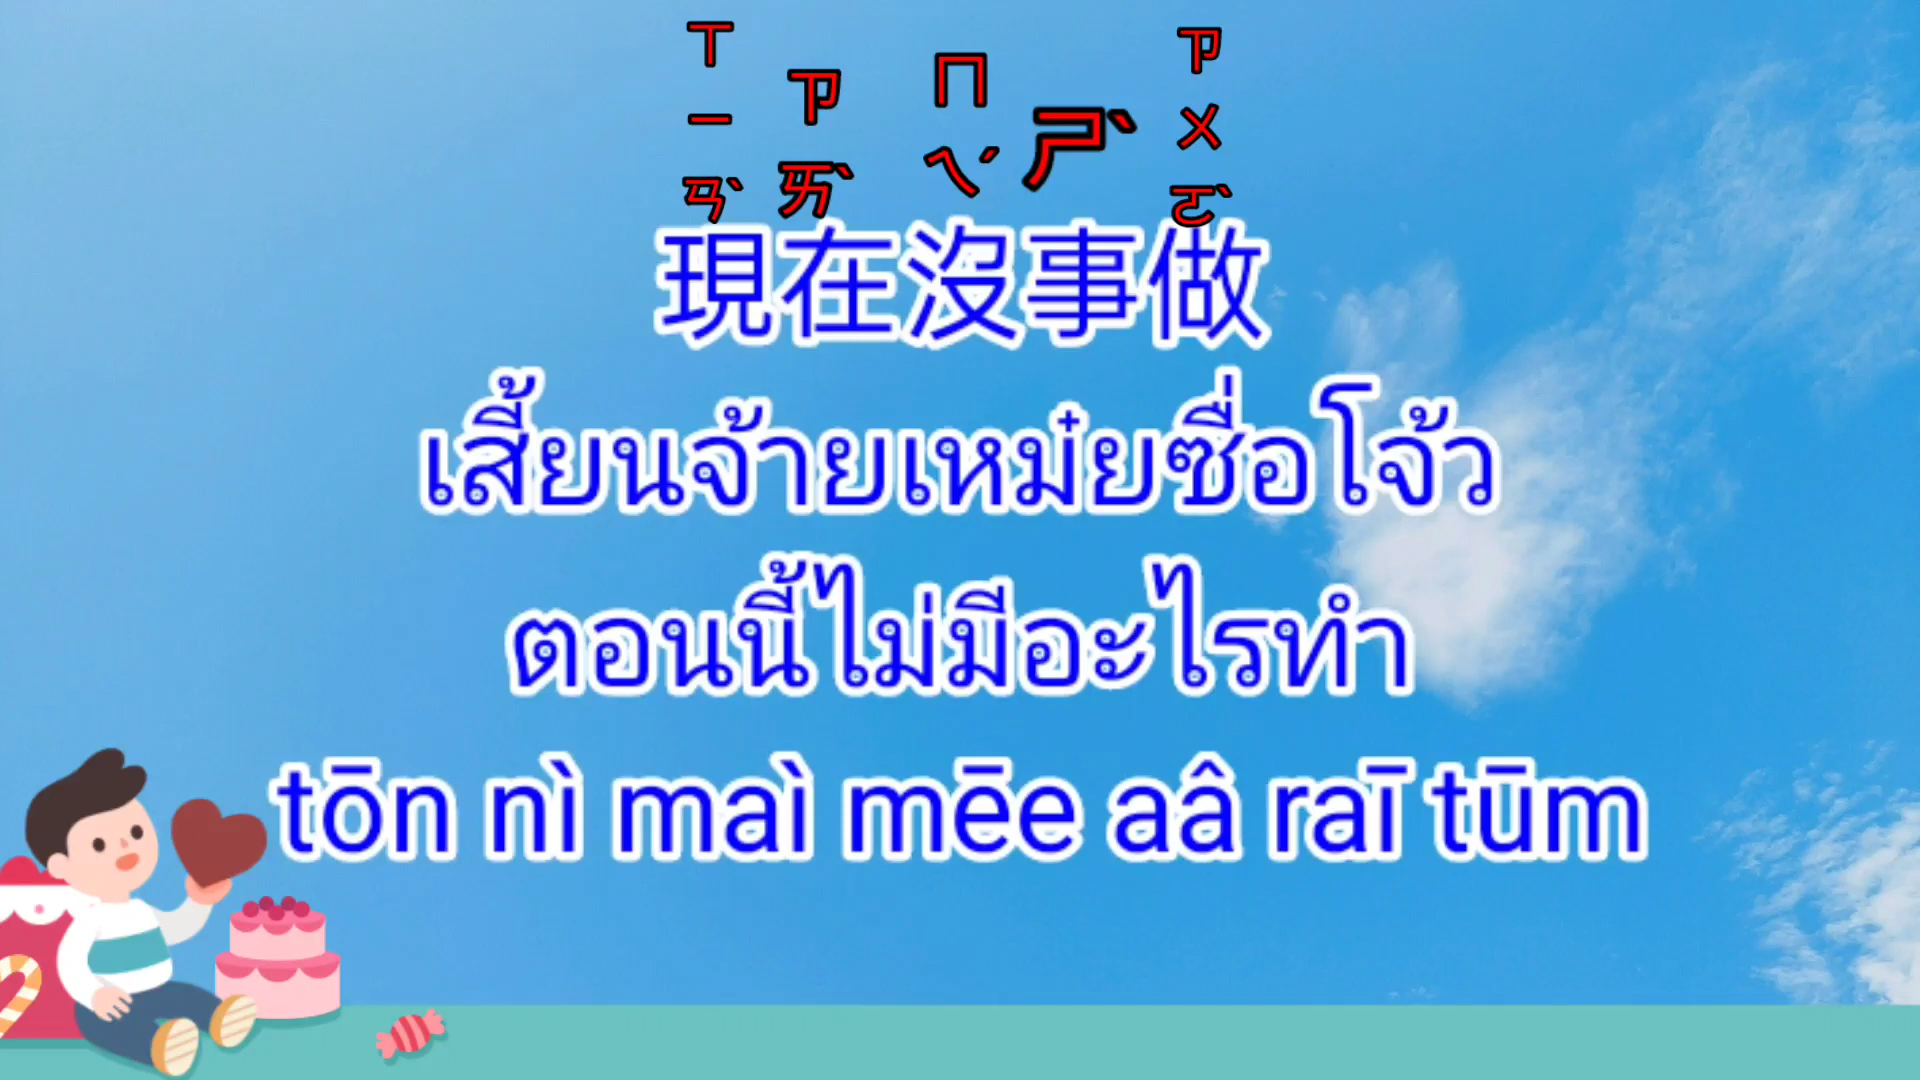 ㄒㄧㄢˋ ㄗㄞˋ ㄇㄟˊ ㄕˋ ㄗㄨㄛˋ
現在沒事做
เสี้ยนจ้ายเหม๋ยซื่อโจ้ว
ตอนนี้ไม่มีอะไรทำ
tōn nì maì mēe aâ raī tūm